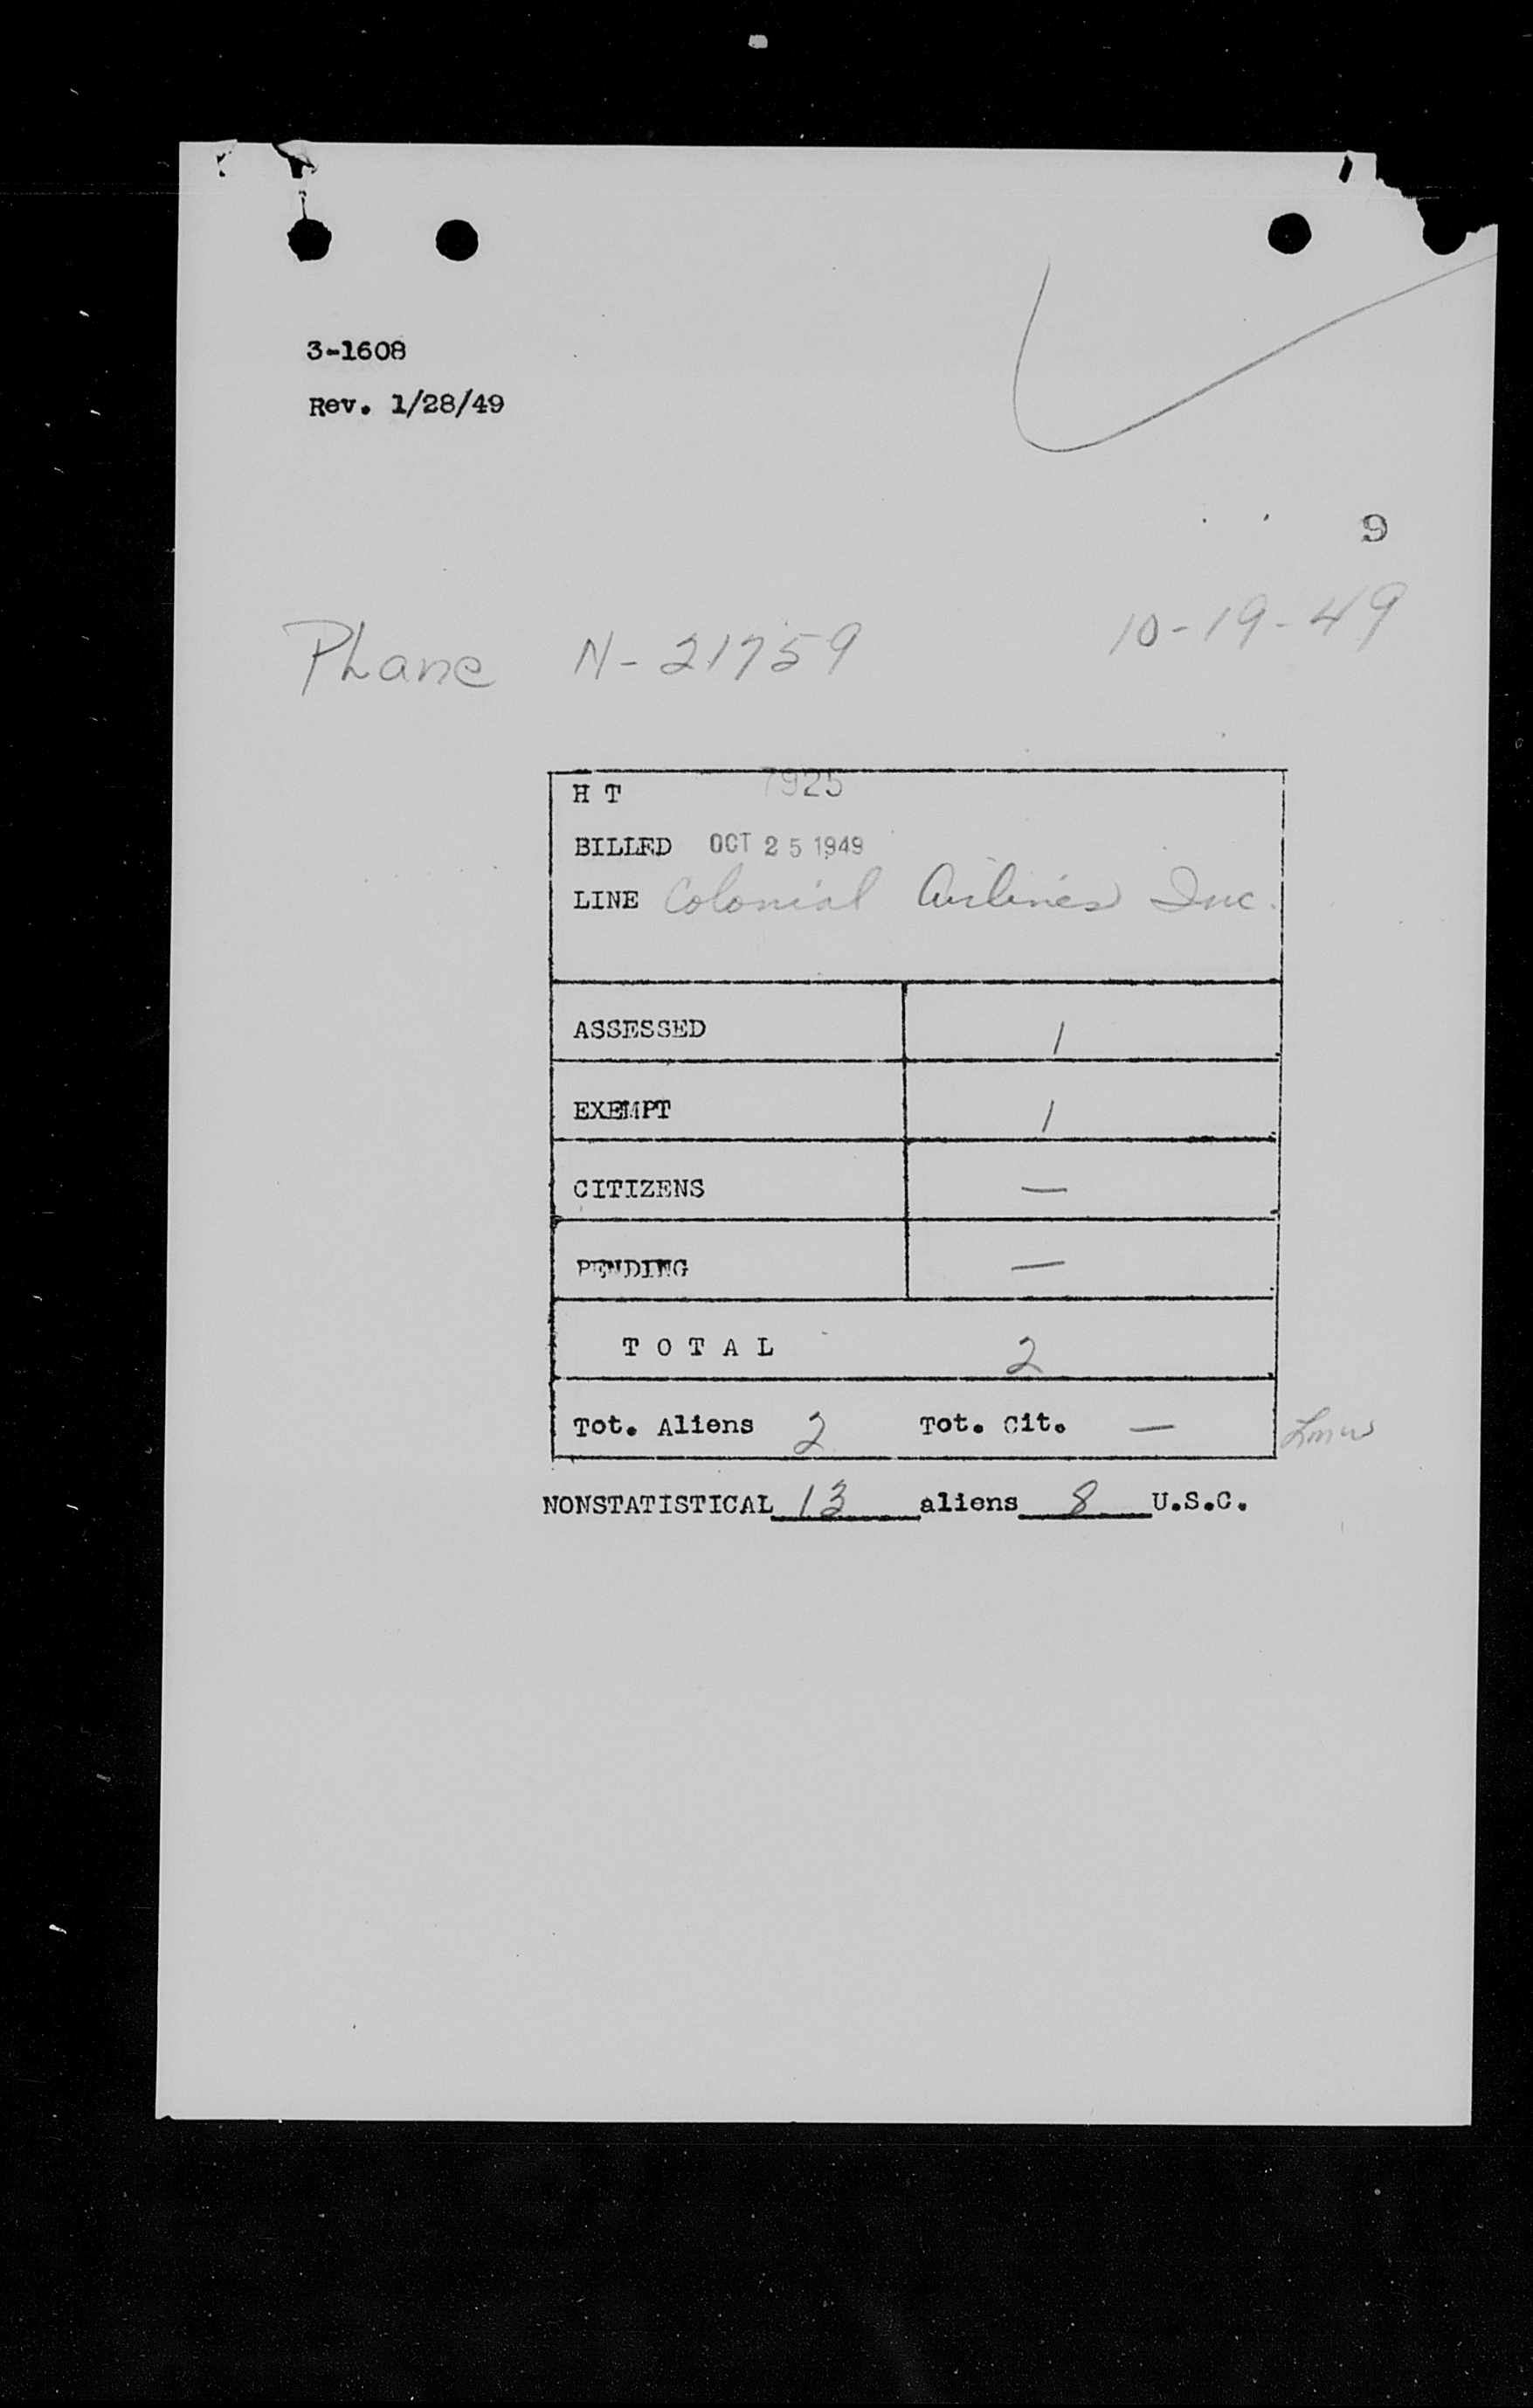 3-1608
Rev. 1/28/49
9
10-19-49
Plane N-21759
H T 7925
BILLED OCT 25 1949
LINE Colonial Airlines Inc.
ASSESSED 1
EXEMPT 1
CITIZENS —
PENDING —
T O T A L 2
Tot. Aliens 2 Tot. Cit. —
NONSTATISTICAL 13 aliens 8 U.S.C.